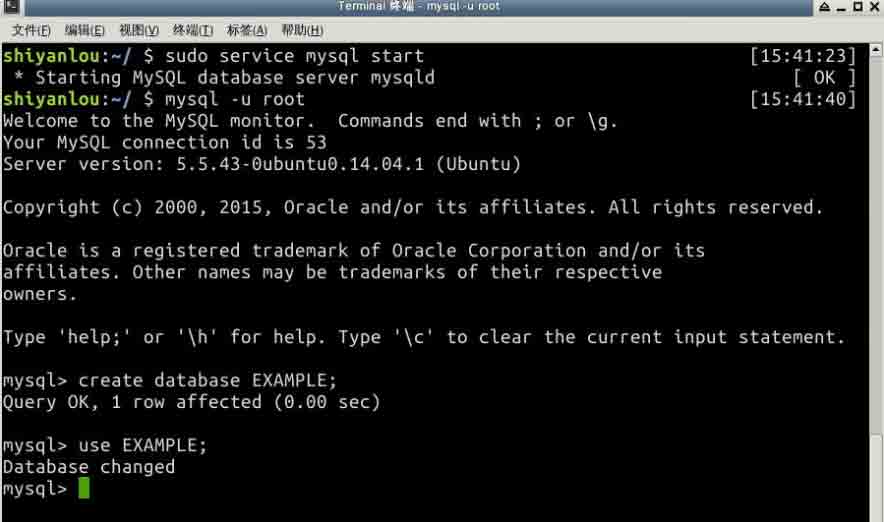 Terminal 终端 - mysql -u root
文件(F) 编辑(E) 视图(V) 终端(T) 标签(A) 帮助(H)
shiyanlou:~/ $ sudo service mysql start [15:41:23]
 * Starting MySQL database server mysqld [ OK ]
shiyanlou:~/ $ mysql -u root [15:41:40]
Welcome to the MySQL monitor.  Commands end with ; or \g.
Your MySQL connection id is 53
Server version: 5.5.43-0ubuntu0.14.04.1 (Ubuntu)
Copyright (c) 2000, 2015, Oracle and/or its affiliates. All rights reserved.
Oracle is a registered trademark of Oracle Corporation and/or its
affiliates. Other names may be trademarks of their respective
owners.
Type 'help;' or '\h' for help. Type '\c' to clear the current input statement.
mysql> create database EXAMPLE;
Query OK, 1 row affected (0.00 sec)
mysql> use EXAMPLE;
Database changed
mysql>